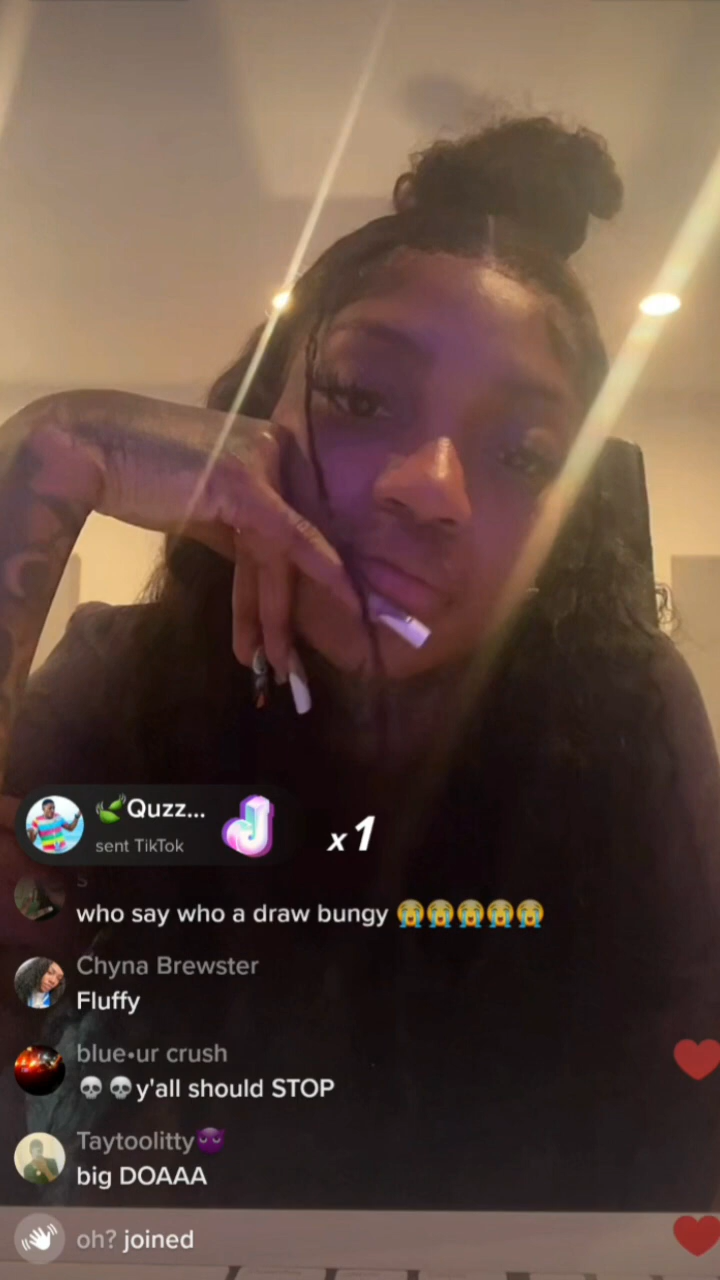 Quzz...
sent TikTok
x1
s
who say who a draw bungy 😭😭😭😭😭
Chyna Brewster
Fluffy
blue•ur crush
💀💀y'all should STOP
Taytoolitty😈
big DOAAA
oh? joined